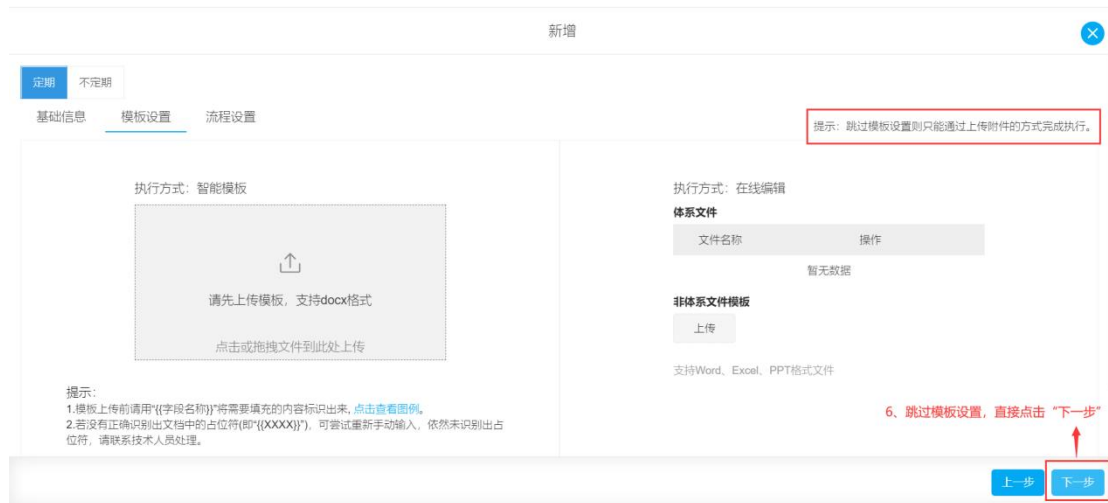 新增
定期 不定期
基础信息 模板设置 流程设置
提示：跳过模板设置则只能通过上传附件的方式完成执行。
执行方式：智能模板
请先上传模板，支持docx格式
点击或拖拽文件到此处上传
提示：
1.模板上传前请用“{{字段名称}}”将需要填充的内容标识出来, 点击查看图例。
2.若没有正确识别出文档中的占位符(即“{{XXXX}}”)，可尝试重新手动输入，依然未识别出占
位符，请联系技术人员处理。
执行方式：在线编辑
体系文件
文件名称 操作
暂无数据
非体系文件模板
上传
支持Word、Excel、PPT格式文件
6、跳过模板设置，直接点击“下一步”
上一步 下一步